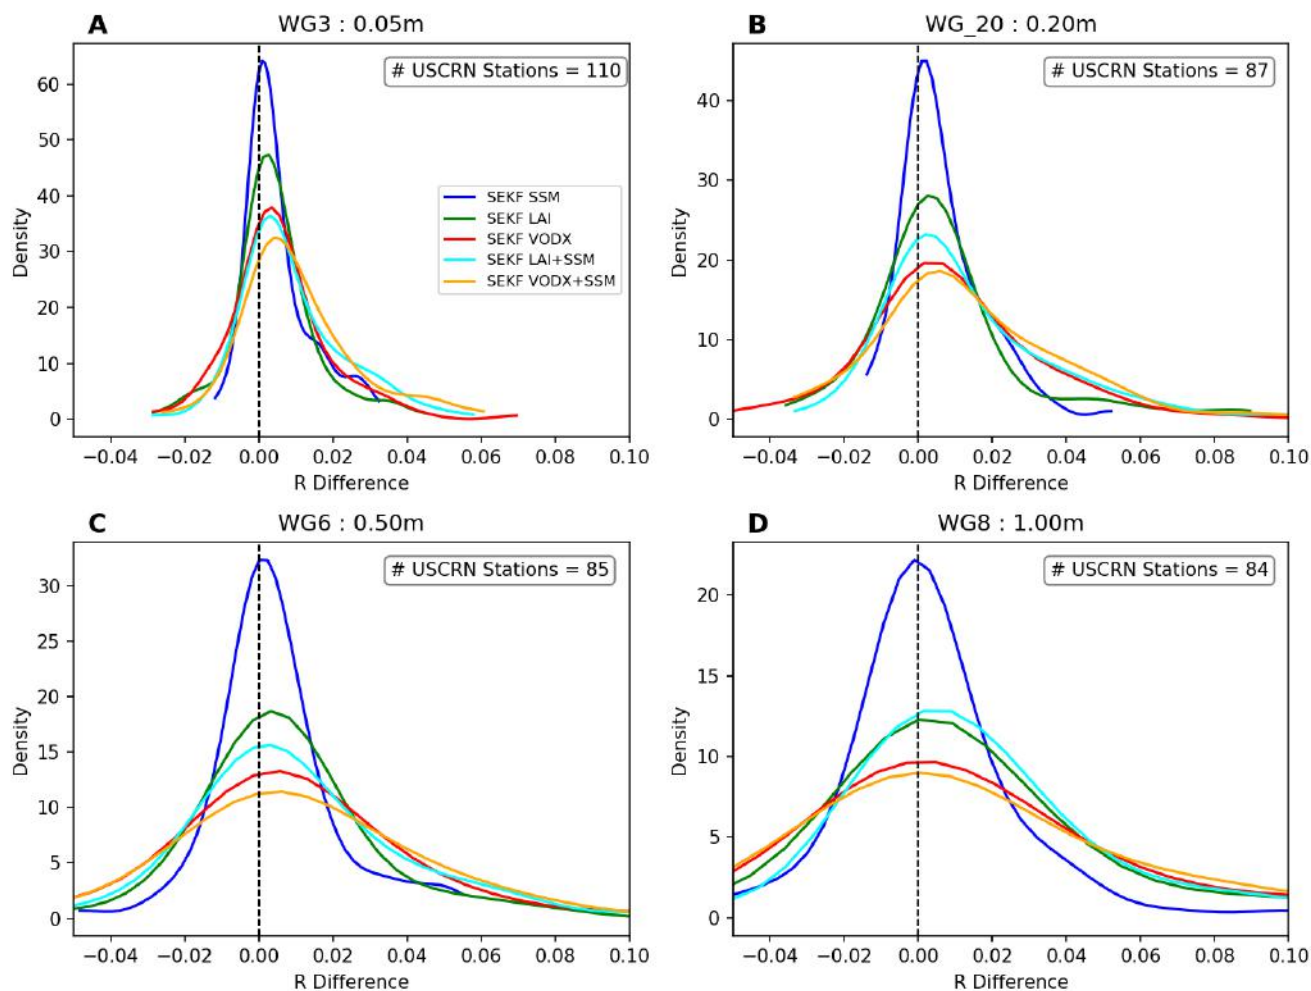 A WG3 : 0.05m
# USCRN Stations = 110
60
50
40
30
20
10
0
Density
SEKF SSM
SEKF LAI
SEKF VODX
SEKF LAI+SSM
SEKF VODX+SSM
−0.04 −0.02 0.00 0.02 0.04 0.06 0.08 0.10
R Difference
B WG_20 : 0.20m
# USCRN Stations = 87
40
30
20
10
0
Density
−0.04 −0.02 0.00 0.02 0.04 0.06 0.08 0.10
R Difference
C WG6 : 0.50m
# USCRN Stations = 85
30
25
20
15
10
5
0
Density
−0.04 −0.02 0.00 0.02 0.04 0.06 0.08 0.10
R Difference
D WG8 : 1.00m
# USCRN Stations = 84
20
15
10
5
0
Density
−0.04 −0.02 0.00 0.02 0.04 0.06 0.08 0.10
R Difference